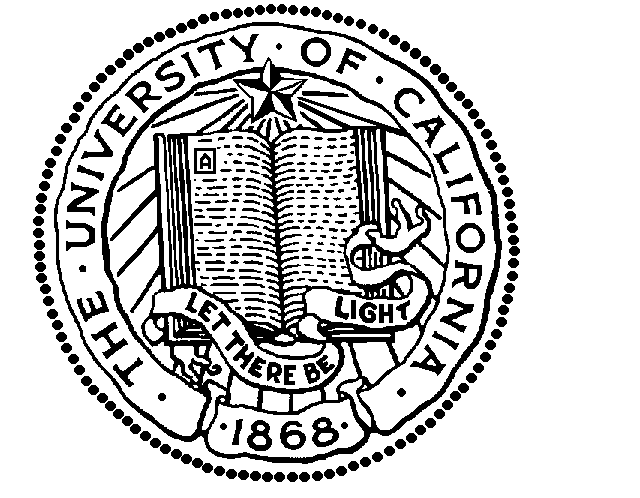 ·THE·UNIVERSITY·OF·CALIFORNIA·
A
LET THERE BE
LIGHT
·1868·